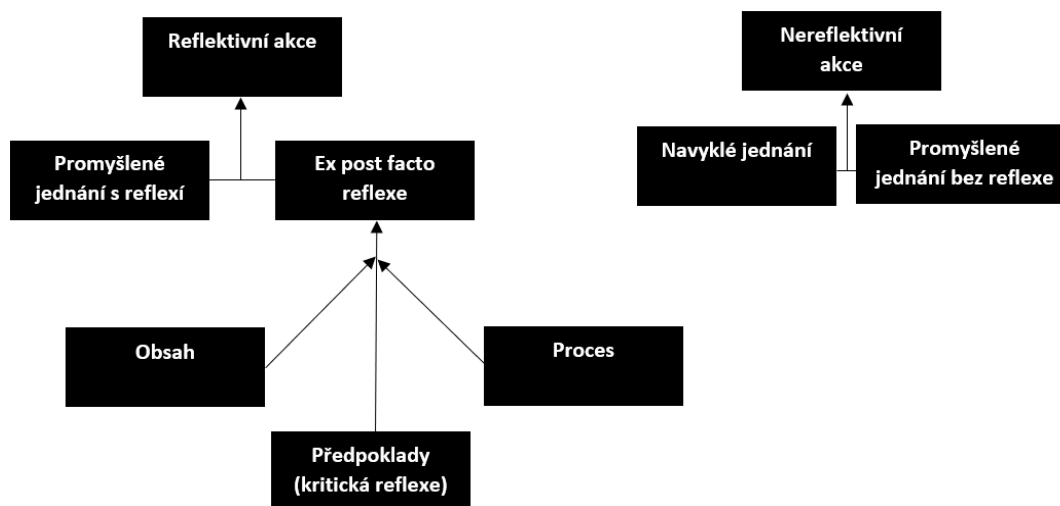 Reflektivní akce
Nereflektivní
akce
Promyšlené
jednání s reflexí
Ex post facto
reflexe
Navyklé jednání
Promyšlené
jednání bez reflexe
Obsah
Proces
Předpoklady
(kritická reflexe)